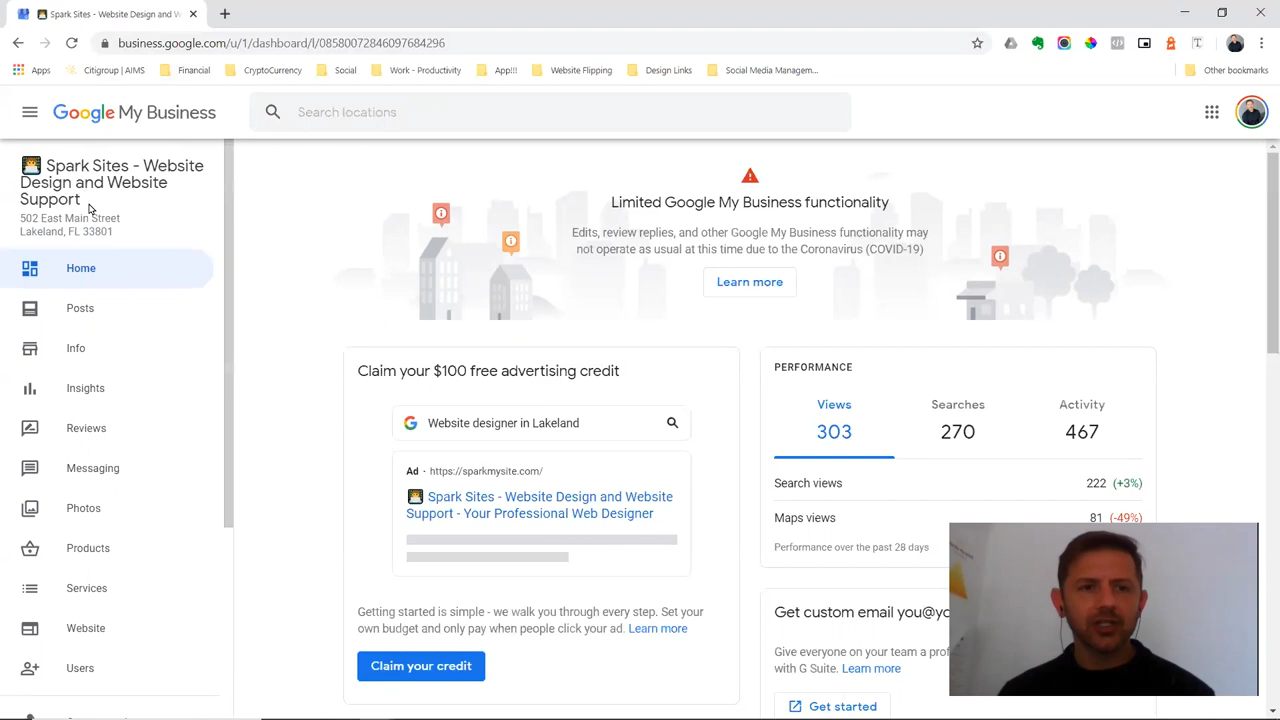 Spark Sites - Website Design and W
business.google.com/u/1/dashboard/l/08500072846097684296
Apps
Citigroup | AIMS
Financial
CryptoCurrency
Social
Work - Productivity
App!!!
Website Flipping
Design Links
Social Media Managem...
Other bookmarks
Google My Business
Search locations
Spark Sites - Website
Design and Website
Support
502 East Main Street
Lakeland, FL 33801
Home
Posts
Info
Insights
Reviews
Messaging
Photos
Products
Services
Website
Users
Limited Google My Business functionality
Edits, review replies, and other Google My Business functionality may
not operate as usual at this time due to the Coronavirus (COVID-19)
Learn more
Claim your $100 free advertising credit
Website designer in Lakeland
Ad · https://sparkmysite.com/
Spark Sites - Website Design and Website
Support - Your Professional Web Designer
Getting started is simple - we walk you through every step. Set your
own budget and only pay when people click your ad. Learn more
Claim your credit
PERFORMANCE
Views
Searches
Activity
303
270
467
Search views
222 (+3%)
Maps views
81 (-49%)
Performance over the past 28 days
Get custom email you@yo
Give everyone on your team a prof
with G Suite. Learn more
Get started